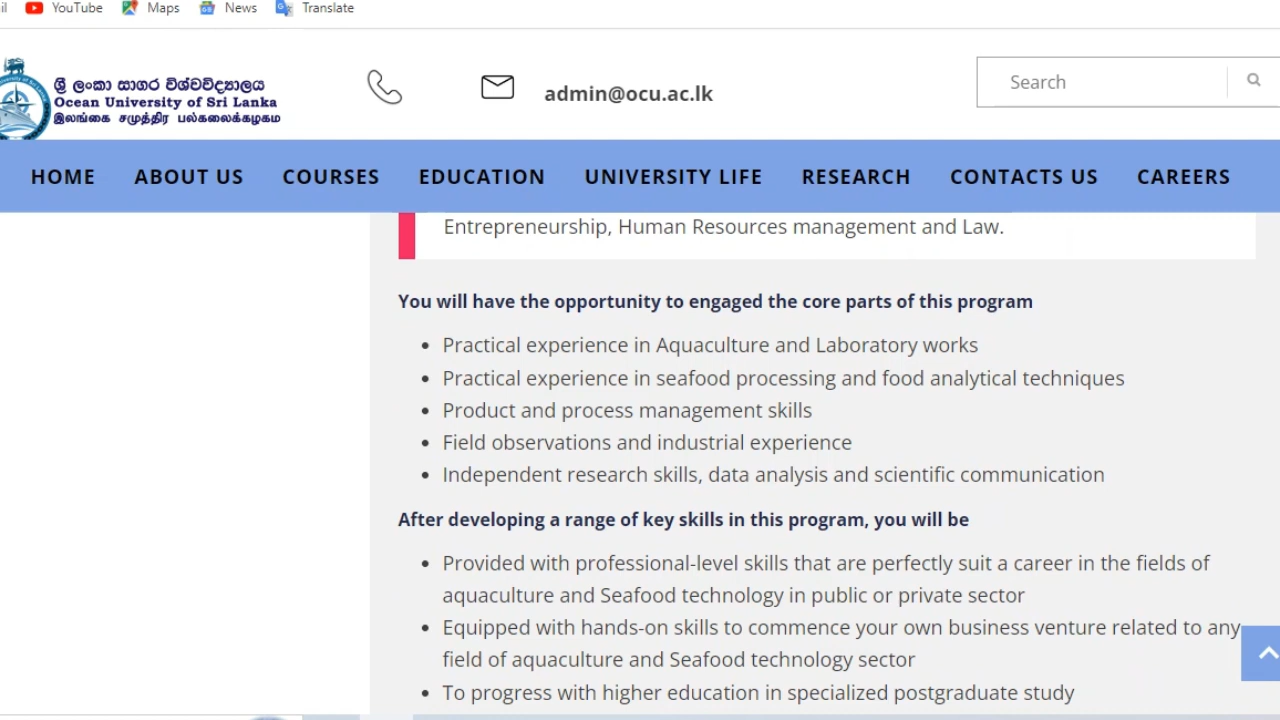 il YouTube Maps News Translate
ශ්‍රී ලංකා සාගර විශ්වවිද්‍යාලය
Ocean University of Sri Lanka
இலங்கை சமுத்திர பல்கலைக்கழகம
admin@ocu.ac.lk
Search
HOME ABOUT US COURSES EDUCATION UNIVERSITY LIFE RESEARCH CONTACTS US CAREERS
Entrepreneurship, Human Resources management and Law.
You will have the opportunity to engaged the core parts of this program
• Practical experience in Aquaculture and Laboratory works
• Practical experience in seafood processing and food analytical techniques
• Product and process management skills
• Field observations and industrial experience
• Independent research skills, data analysis and scientific communication
After developing a range of key skills in this program, you will be
• Provided with professional-level skills that are perfectly suit a career in the fields of
aquaculture and Seafood technology in public or private sector
• Equipped with hands-on skills to commence your own business venture related to any
field of aquaculture and Seafood technology sector
• To progress with higher education in specialized postgraduate study